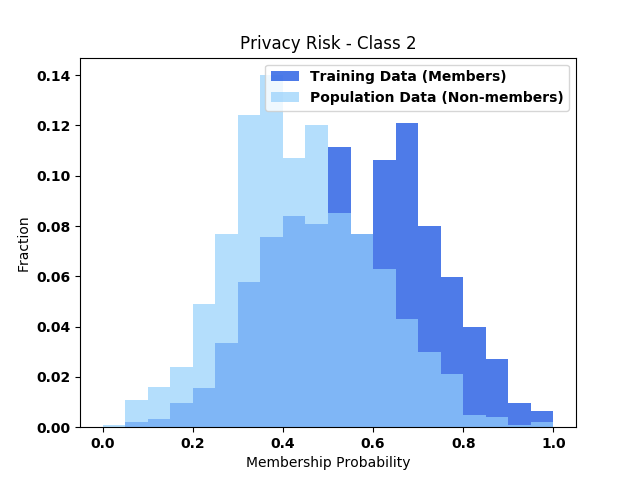 Privacy Risk - Class 2
Training Data (Members)
Population Data (Non-members)
0.14
0.12
0.10
0.08
0.06
0.04
0.02
0.00
Fraction
0.0 0.2 0.4 0.6 0.8 1.0
Membership Probability